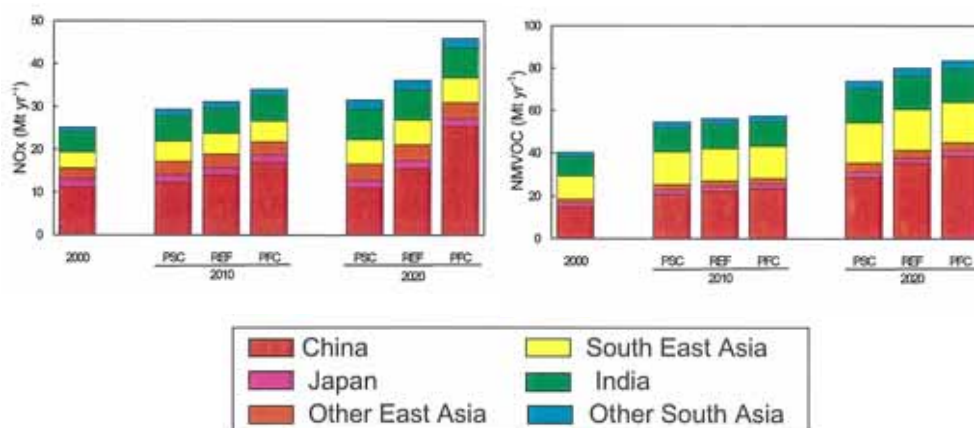 50
40
30
20
10
0
NOx (Mt yr⁻¹)
2000
PSC REF PFC
2010
PSC REF PFC
2020
100
80
60
40
20
0
NMVOC (Mt yr⁻¹)
2000
PSC REF PFC
2010
PSC REF PFC
2020
China
South East Asia
Japan
India
Other East Asia
Other South Asia